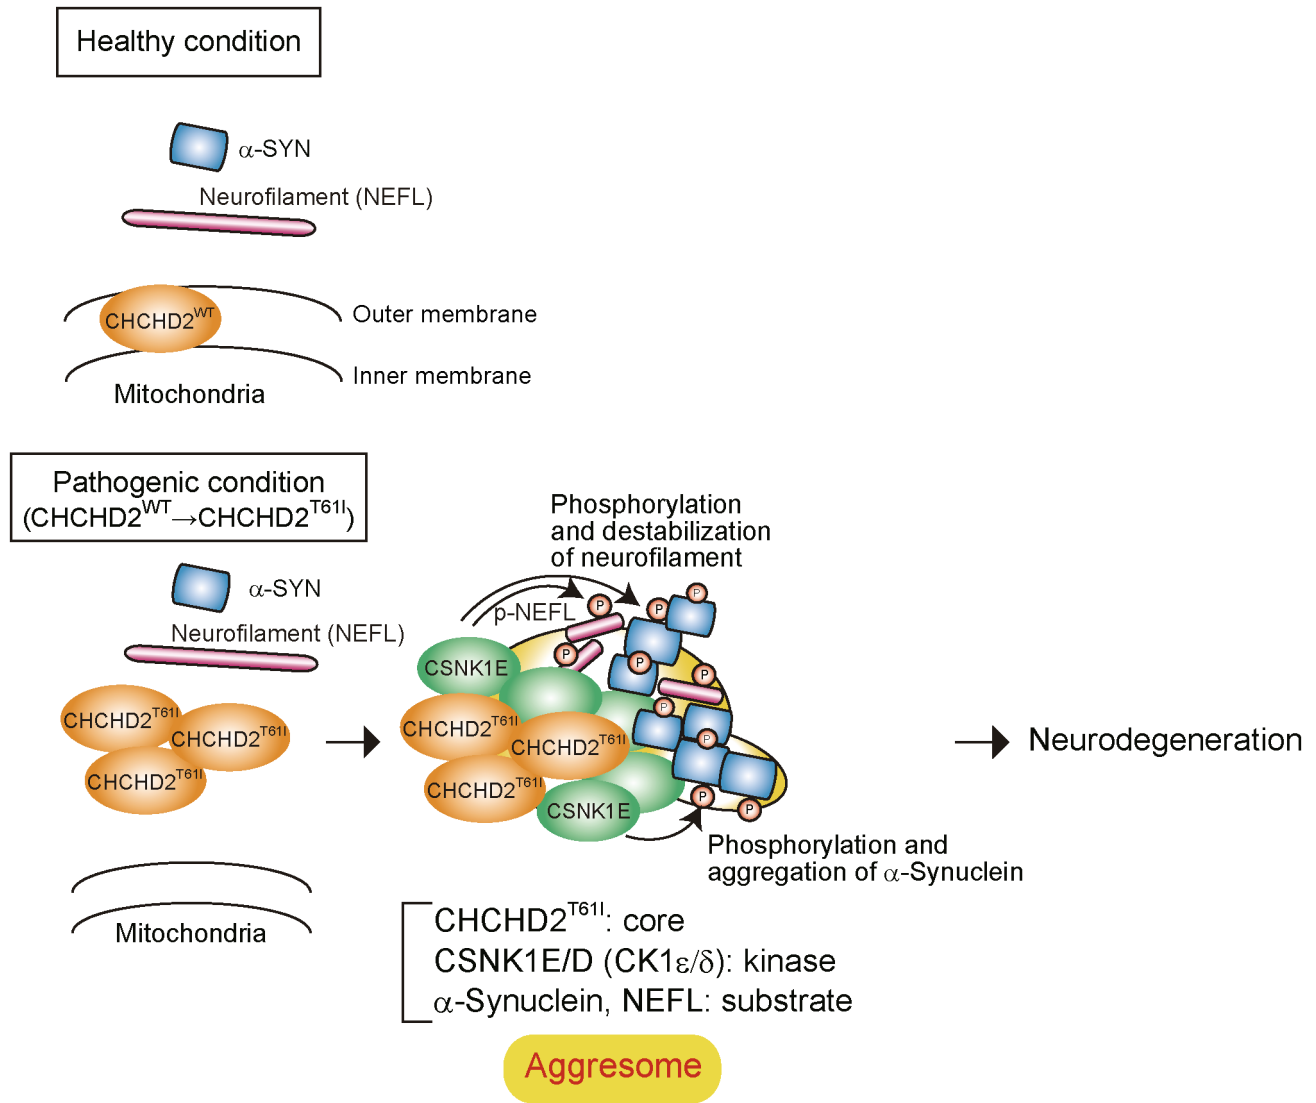 Healthy condition
α-SYN
Neurofilament (NEFL)
CHCHD2WT
Outer membrane
Inner membrane
Mitochondria
Pathogenic condition
(CHCHD2WT→CHCHD2T61I)
α-SYN
Neurofilament (NEFL)
CHCHD2T61I
CHCHD2T61I
CHCHD2T61I
Mitochondria
Phosphorylation
and destabilization
of neurofilament
p-NEFL
P
P
P
P
P
P
P
P
P
P
CSNK1E
CHCHD2T61I
CHCHD2T61I
CHCHD2T61I
CSNK1E
Phosphorylation and
aggregation of α-Synuclein
Neurodegeneration
CHCHD2T61I: core
CSNK1E/D (CK1ε/δ): kinase
α-Synuclein, NEFL: substrate
Aggresome